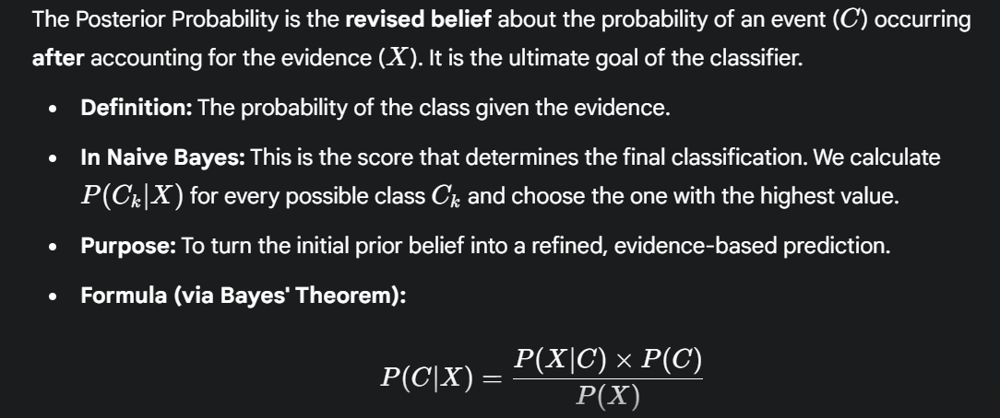 The Posterior Probability is the revised belief about the probability of an event (C) occurring
after accounting for the evidence (X). It is the ultimate goal of the classifier.
• Definition: The probability of the class given the evidence.
• In Naive Bayes: This is the score that determines the final classification. We calculate
P(Cₖ|X) for every possible class Cₖ and choose the one with the highest value.
• Purpose: To turn the initial prior belief into a refined, evidence-based prediction.
• Formula (via Bayes' Theorem):
P(C|X) = P(X|C) × P(C) / P(X)